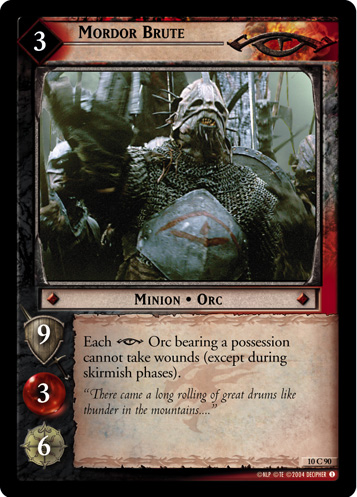 3
MORDOR BRUTE
MINION • ORC
9
Each Orc bearing a possession
cannot take wounds (except during
skirmish phases).
3
“There came a long rolling of great drums like
thunder in the mountains....”
6
10 C 90
©NLP ©TE ©2004 DECIPHER